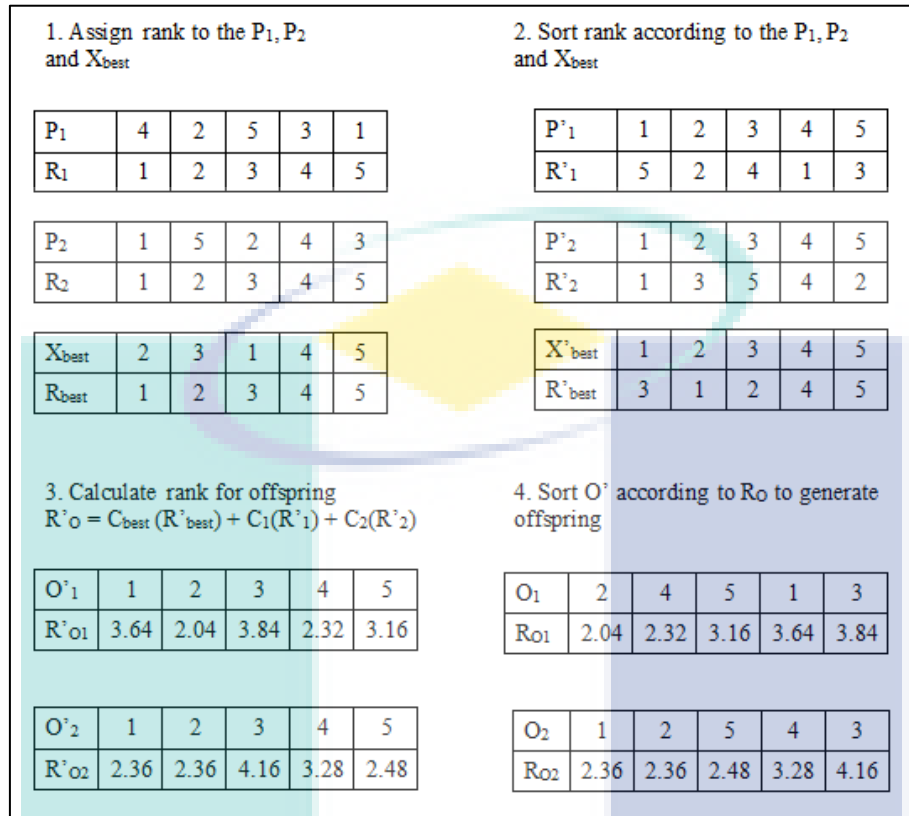 1. Assign rank to the P1, P2
and Xbest
P1 4 2 5 3 1
R1 1 2 3 4 5
P2 1 5 2 4 3
R2 1 2 3 4 5
Xbest 2 3 1 4 5
Rbest 1 2 3 4 5
2. Sort rank according to the P1, P2
and Xbest
P'1 1 2 3 4 5
R'1 5 2 4 1 3
P'2 1 2 3 4 5
R'2 1 3 5 4 2
X'best 1 2 3 4 5
R'best 3 1 2 4 5
3. Calculate rank for offspring
R'O = Cbest (R'best) + C1(R'1) + C2(R'2)
O'1 1 2 3 4 5
R'O1 3.64 2.04 3.84 2.32 3.16
O'2 1 2 3 4 5
R'O2 2.36 2.36 4.16 3.28 2.48
4. Sort O' according to RO to generate
offspring
O1 2 4 5 1 3
RO1 2.04 2.32 3.16 3.64 3.84
O2 1 2 5 4 3
RO2 2.36 2.36 2.48 3.28 4.16